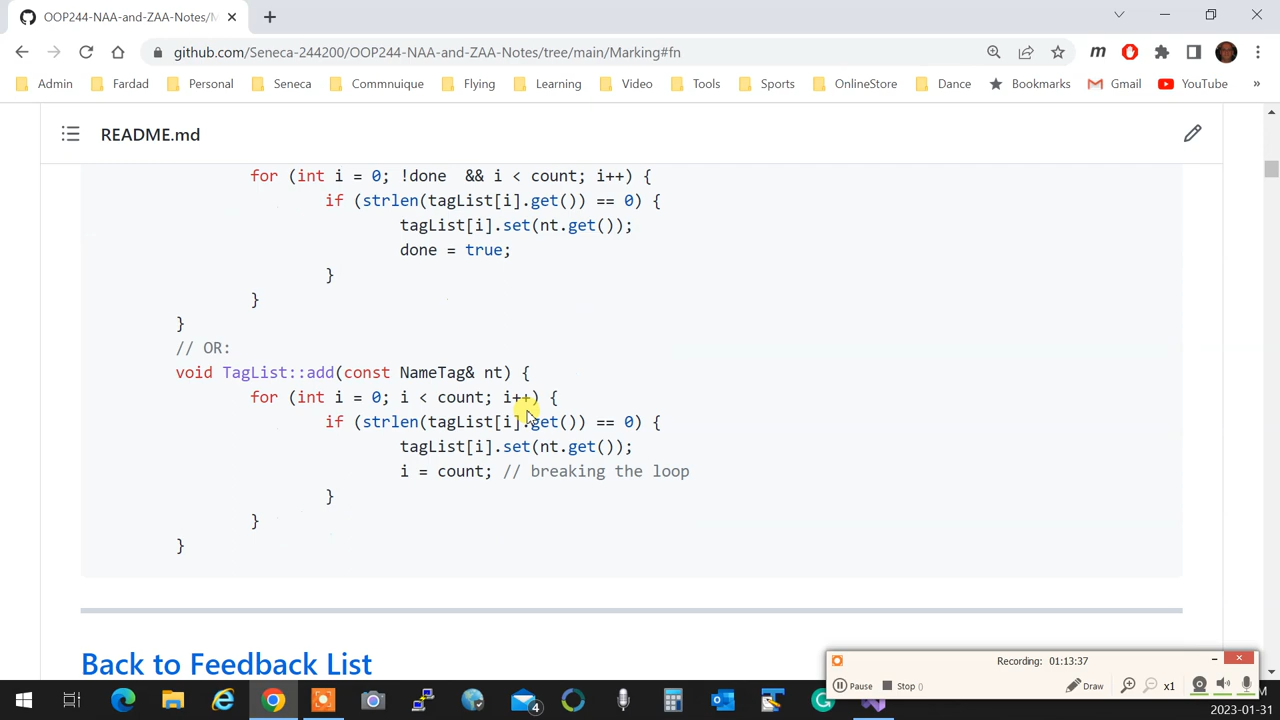 OOP244-NAA-and-ZAA-Notes/M
github.com/Seneca-244200/OOP244-NAA-and-ZAA-Notes/tree/main/Marking#fn
Admin Fardad Personal Seneca Commnuique Flying Learning Video Tools Sports OnlineStore Dance Bookmarks Gmail YouTube »
README.md
for (int i = 0; !done  && i < count; i++) {
if (strlen(tagList[i].get()) == 0) {
tagList[i].set(nt.get());
done = true;
}
}
}
// OR:
void TagList::add(const NameTag& nt) {
for (int i = 0; i < count; i++) {
if (strlen(tagList[i].get()) == 0) {
tagList[i].set(nt.get());
i = count; // breaking the loop
}
}
}
Back to Feedback List
Recording: 01:13:37
Pause Stop () Draw x1
4
2023-01-31